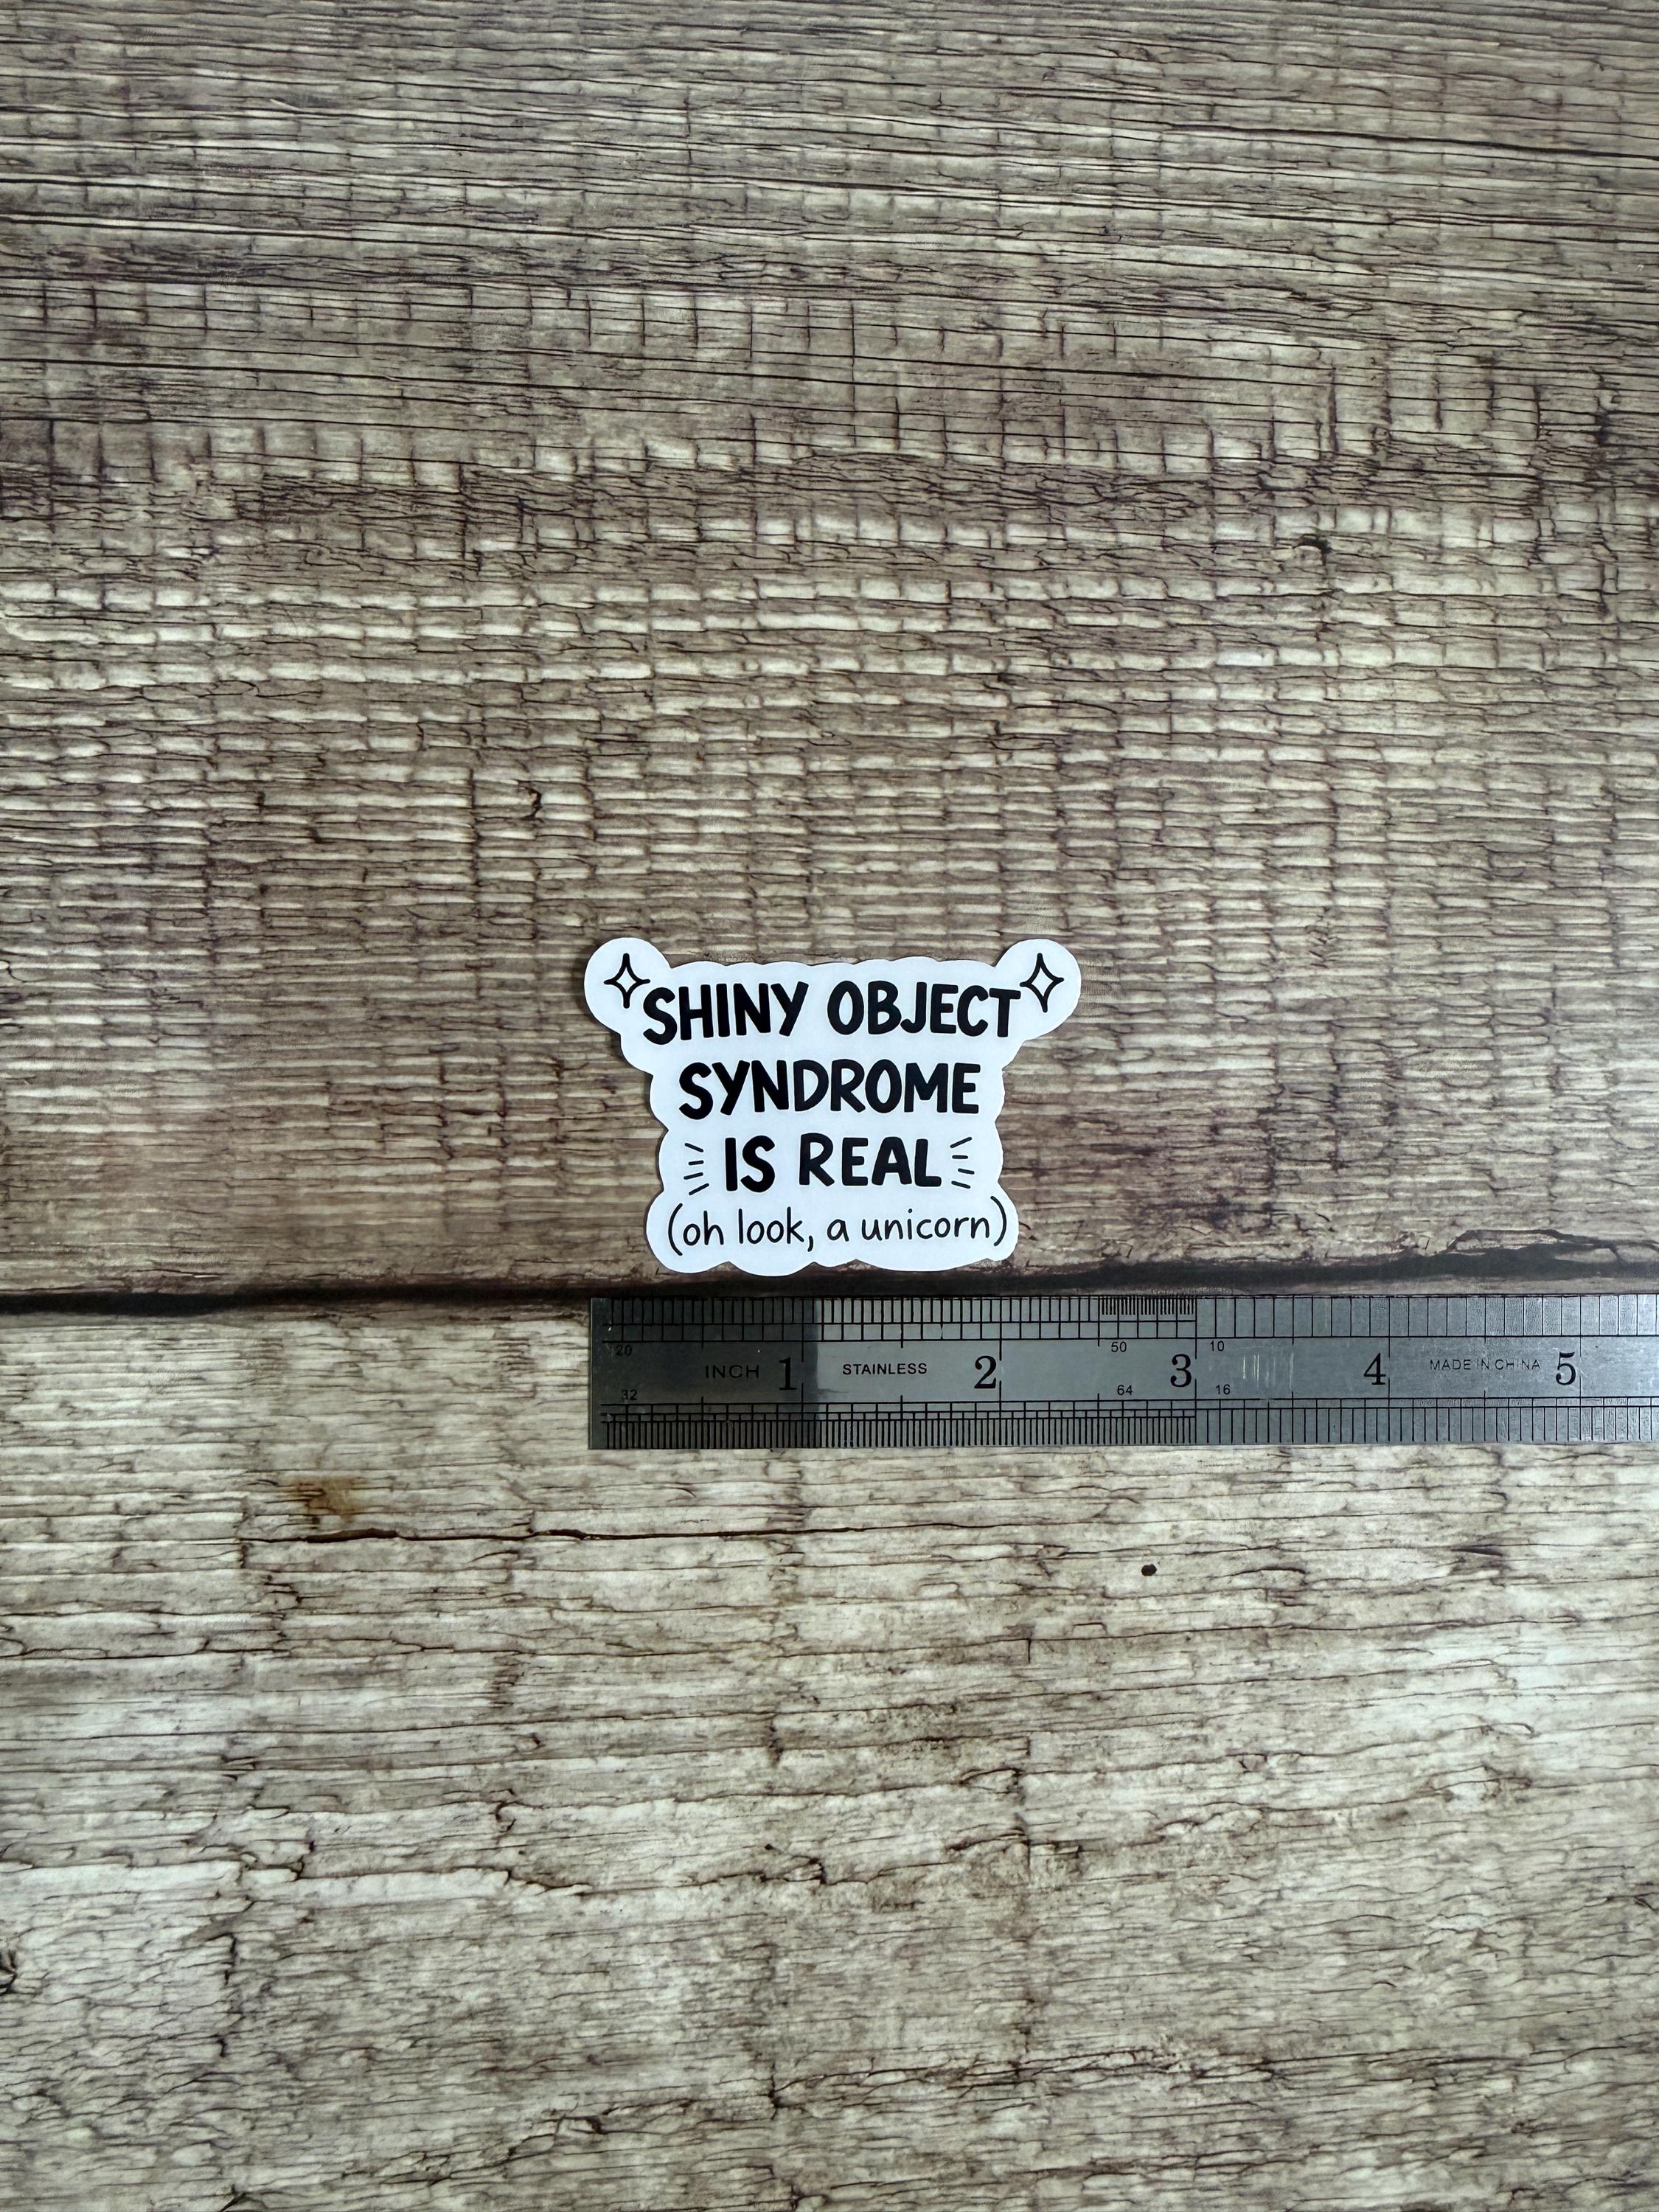 SHINY OBJECT
SYNDROME
IS REAL
(oh look, a unicorn)
20 50 10
INCH 1 STAINLESS 2 3 4 MADE IN CHINA 5
32 64 16